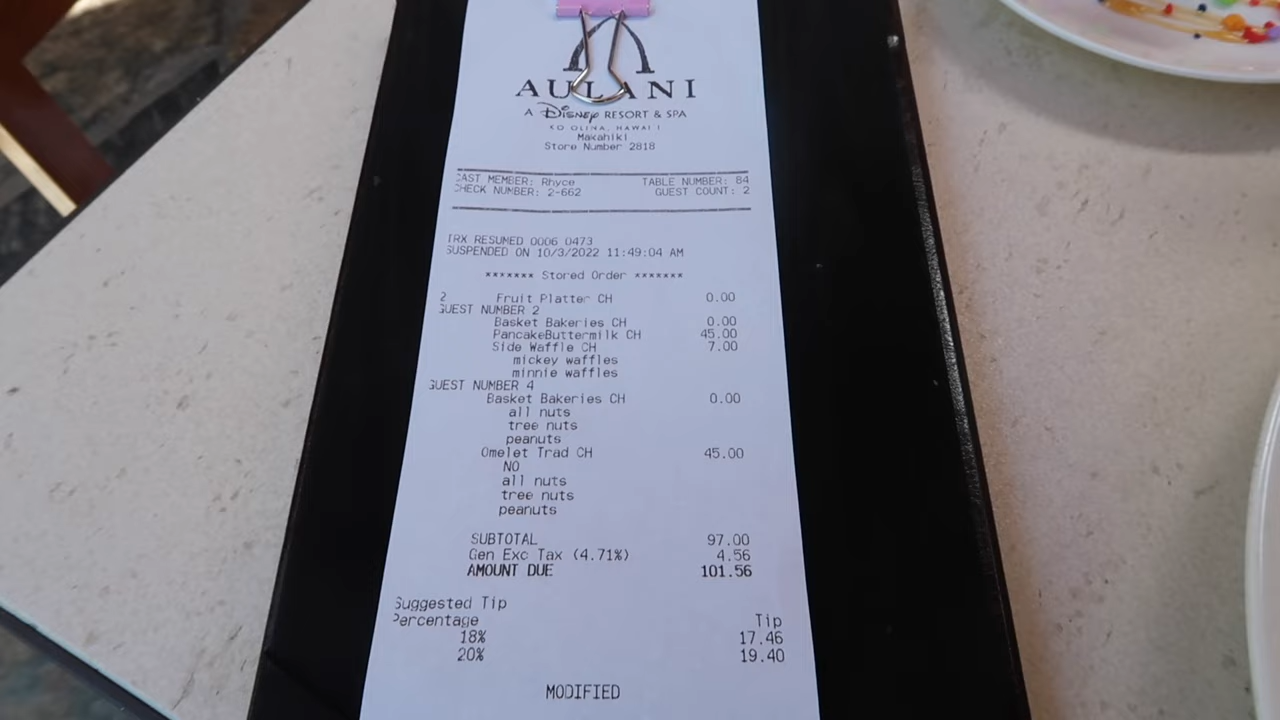 AULANI
A Disney RESORT & SPA
KO OLINA, HAWAI I
Makahiki
Store Number 2818
CAST MEMBER: Rhyce TABLE NUMBER: 84
CHECK NUMBER: 2-662 GUEST COUNT: 2
TRX RESUMED 0006 0473
SUSPENDED ON 10/3/2022 11:49:04 AM
******* Stored Order *******
2 Fruit Platter CH 0.00
GUEST NUMBER 2
Basket Bakeries CH 0.00
PancakeButtermilk CH 45.00
Side Waffle CH 7.00
mickey waffles
minnie waffles
GUEST NUMBER 4
Basket Bakeries CH 0.00
all nuts
tree nuts
peanuts
Omelet Trad CH 45.00
NO
all nuts
tree nuts
peanuts
SUBTOTAL 97.00
Gen Exc Tax (4.71%) 4.56
AMOUNT DUE 101.56
Suggested Tip
Percentage Tip
18% 17.46
20% 19.40
MODIFIED